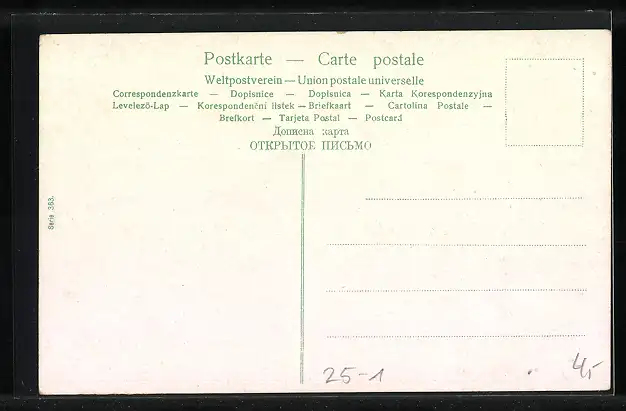 Postkarte — Carte postale
Weltpostverein — Union postale universelle
Correspondenzkarte — Dopisnice — Dopisnica — Karta Korespondenzyjna
Levelező-Lap — Korespondenční lístek — Briefkaart — Cartolina Postale —
Brefkort — Tarjeta Postal — Postcard
Дописна карта
ОТКРЫТОЕ ПИСЬМО
Serie 383.
25-1
4,-